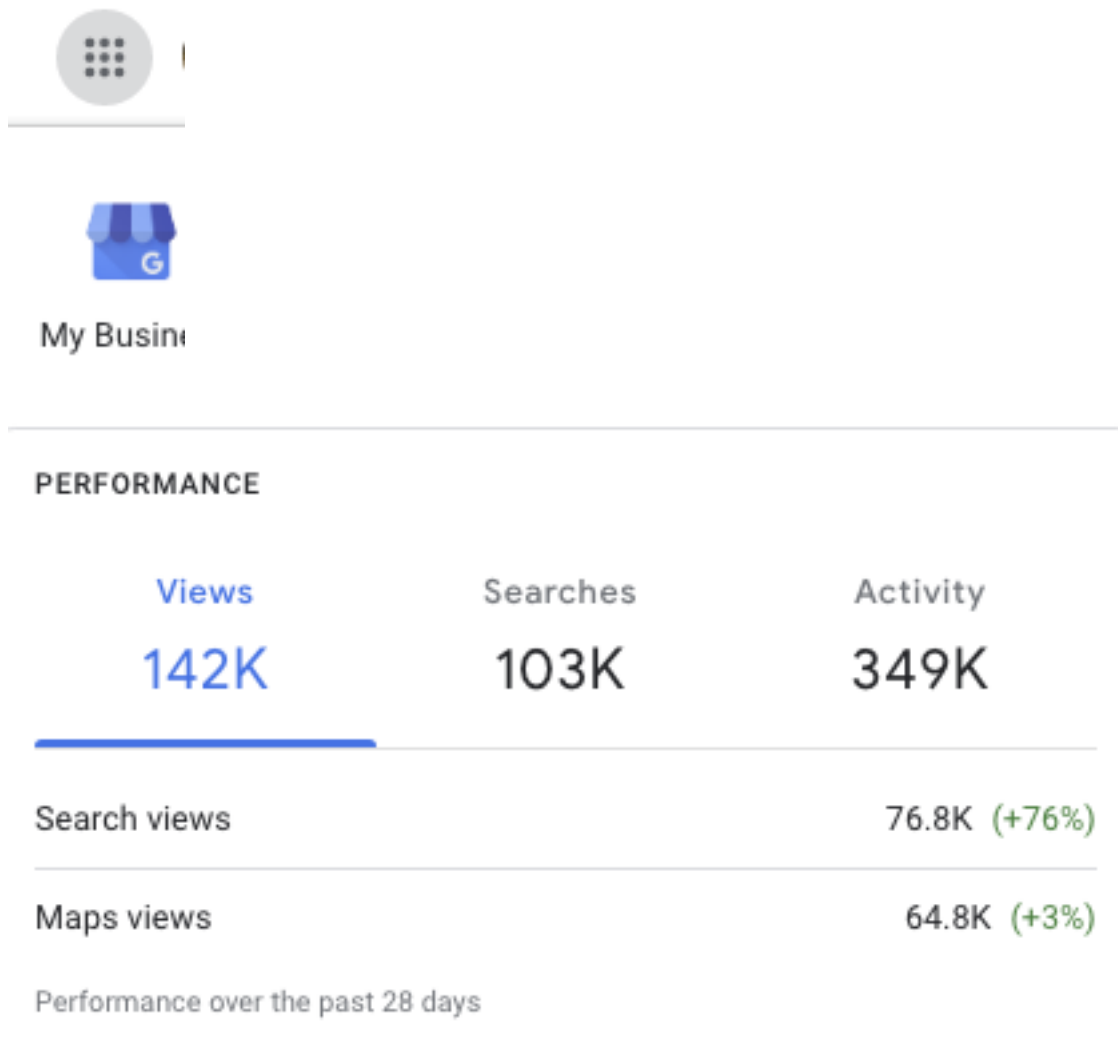 G
My Busine
PERFORMANCE
Views Searches Activity
142K 103K 349K
Search views 76.8K (+76%)
Maps views 64.8K (+3%)
Performance over the past 28 days